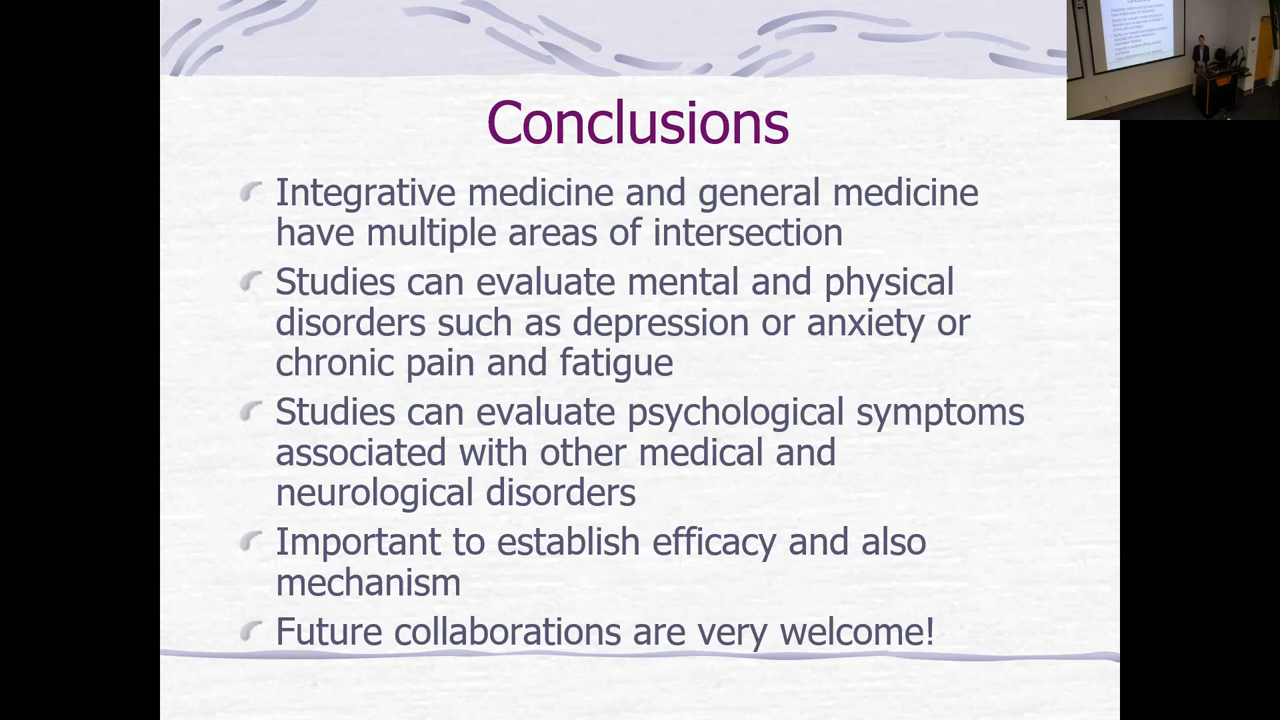 Conclusions
Integrative medicine and general medicine
have multiple areas of intersection
Studies can evaluate mental and physical
disorders such as depression or anxiety or
chronic pain and fatigue
Studies can evaluate psychological symptoms
associated with other medical and
neurological disorders
Important to establish efficacy and also
mechanism
Future collaborations are very welcome!